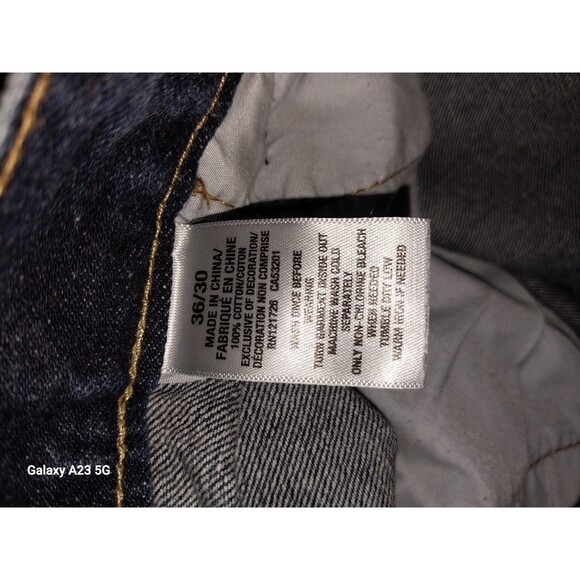 36/30
MADE IN CHINA/
FABRIQUÉ EN CHINE
100% COTTON/COTON
EXCLUSIVE OF DECORATION/
DÉCORATION NON COMPRISE
RN121726 CA53201
WASH ONCE BEFORE
WEARING
TURN GARMENT INSIDE OUT
MACHINE WASH COLD
SEPARATELY
ONLY NON-CHLORINE BLEACH
WHEN NEEDED
TUMBLE DRY LOW
WARM IRON IF NEEDED
Galaxy A23 5G